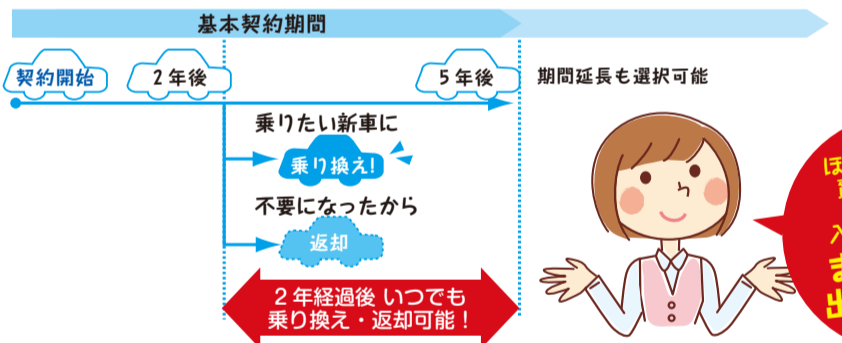 基本契約期間
契約開始
2年後
5年後
期間延長も選択可能
乗りたい新車に
乗り換え!
不要になったから
返却
2年経過後 いつでも
乗り換え・返却可能！